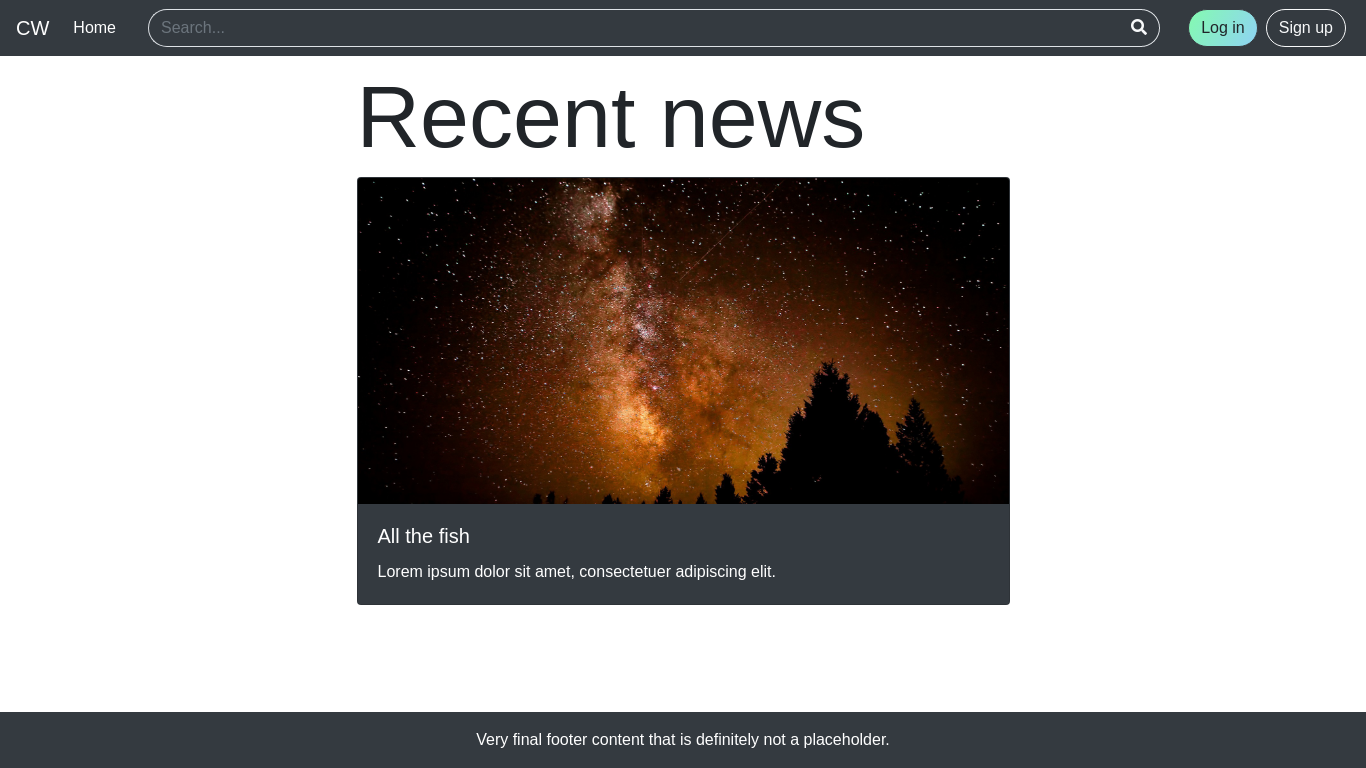 CW Home Search... Log in Sign up
Recent news
All the fish
Lorem ipsum dolor sit amet, consectetuer adipiscing elit.
Very final footer content that is definitely not a placeholder.